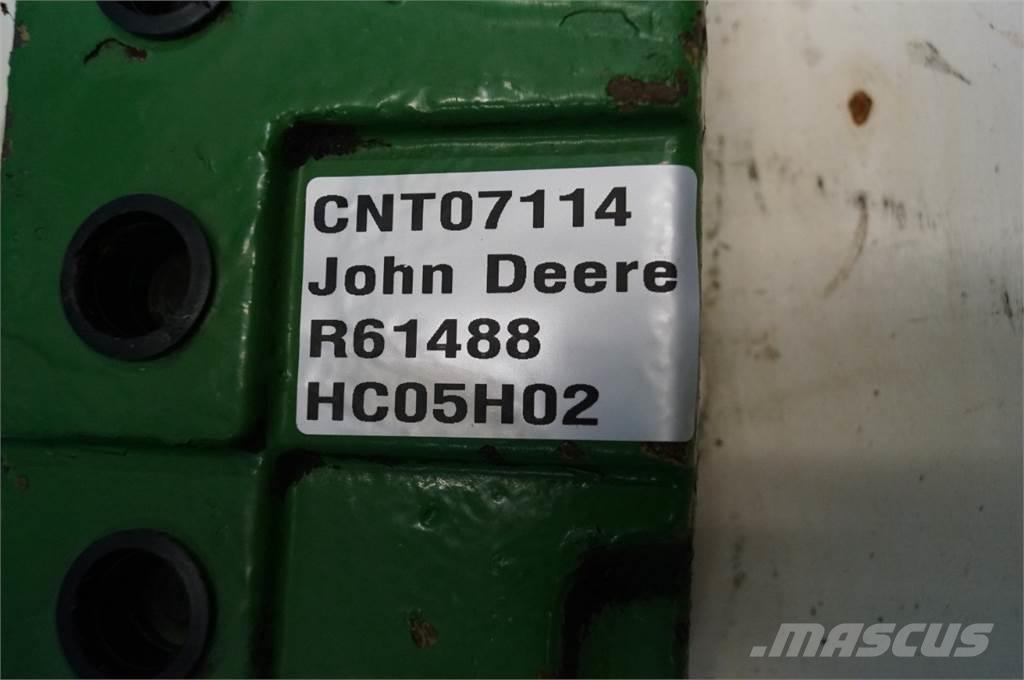 CNT07114
John Deere
R61488
HC05H02
MASCUS